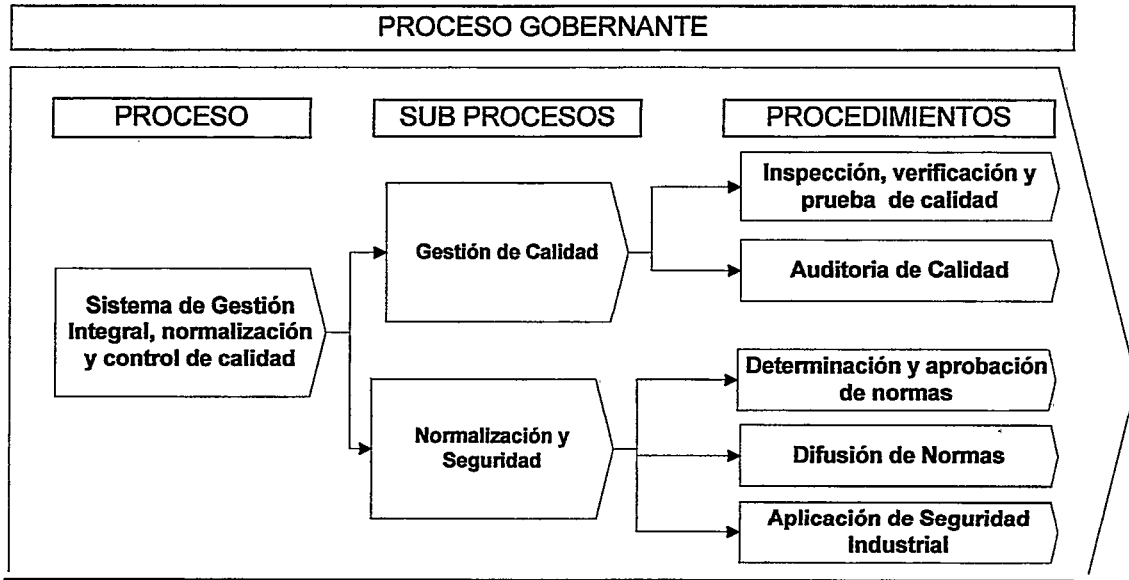 PROCESO GOBERNANTE
PROCESO
SUB PROCESOS
PROCEDIMIENTOS
Sistema de Gestión
Integral, normalización
y control de calidad
Gestión de Calidad
Normalización y
Seguridad
Inspección, verificación y
prueba de calidad
Auditoria de Calidad
Determinación y aprobación
de normas
Difusión de Normas
Aplicación de Seguridad
Industrial